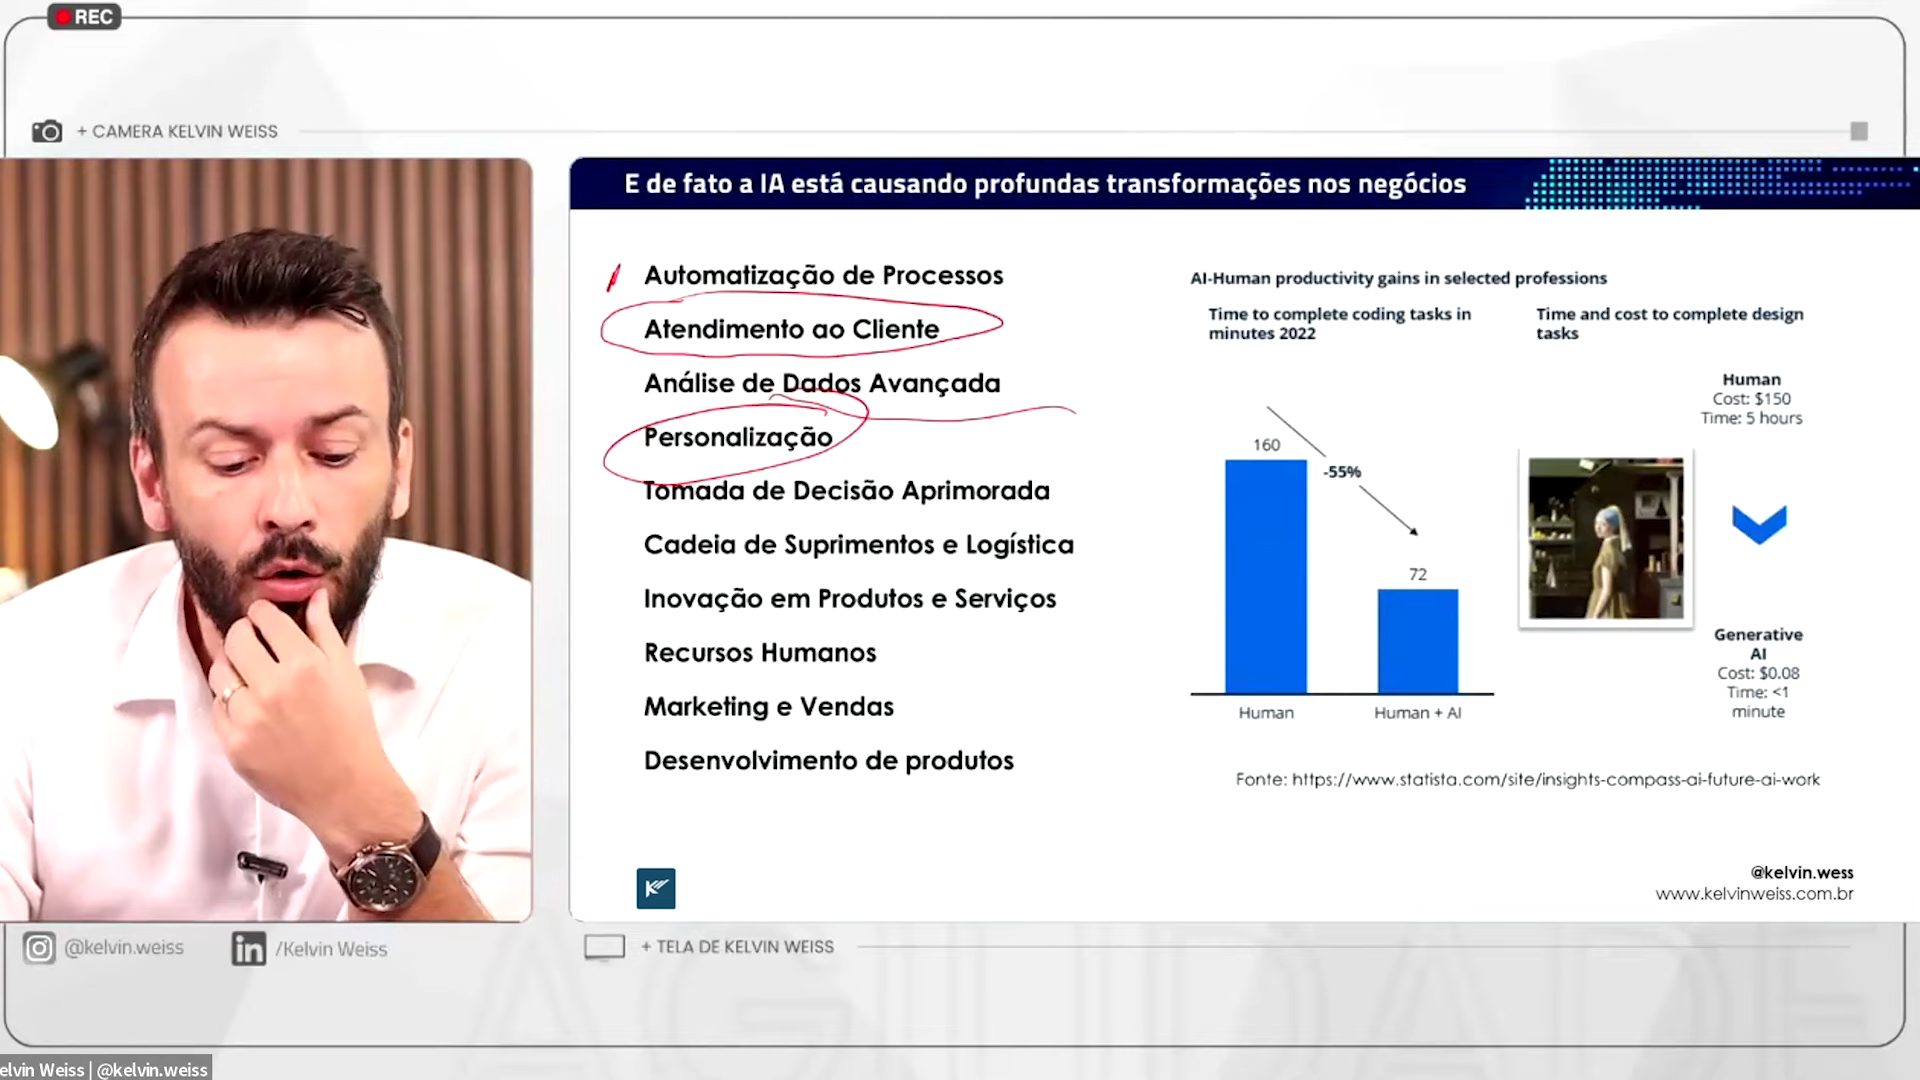 REC
+ CAMERA KELVIN WEISS
E de fato a IA está causando profundas transformações nos negócios
Automatização de Processos
Atendimento ao Cliente
Análise de Dados Avançada
Personalização
Tomada de Decisão Aprimorada
Cadeia de Suprimentos e Logística
Inovação em Produtos e Serviços
Recursos Humanos
Marketing e Vendas
Desenvolvimento de produtos
AI-Human productivity gains in selected professions
Time to complete coding tasks in
minutes 2022
160
-55%
72
Human
Human + AI
Time and cost to complete design
tasks
Human
Cost: $150
Time: 5 hours
Generative
AI
Cost: $0.08
Time: <1
minute
Fonte: https://www.statista.com/site/insights-compass-ai-future-ai-work
@kelvin.wess
www.kelvinweiss.com.br
@kelvin.weiss
in /Kelvin Weiss
+ TELA DE KELVIN WEISS
AGILIDADE
elvin Weiss | @kelvin.weiss